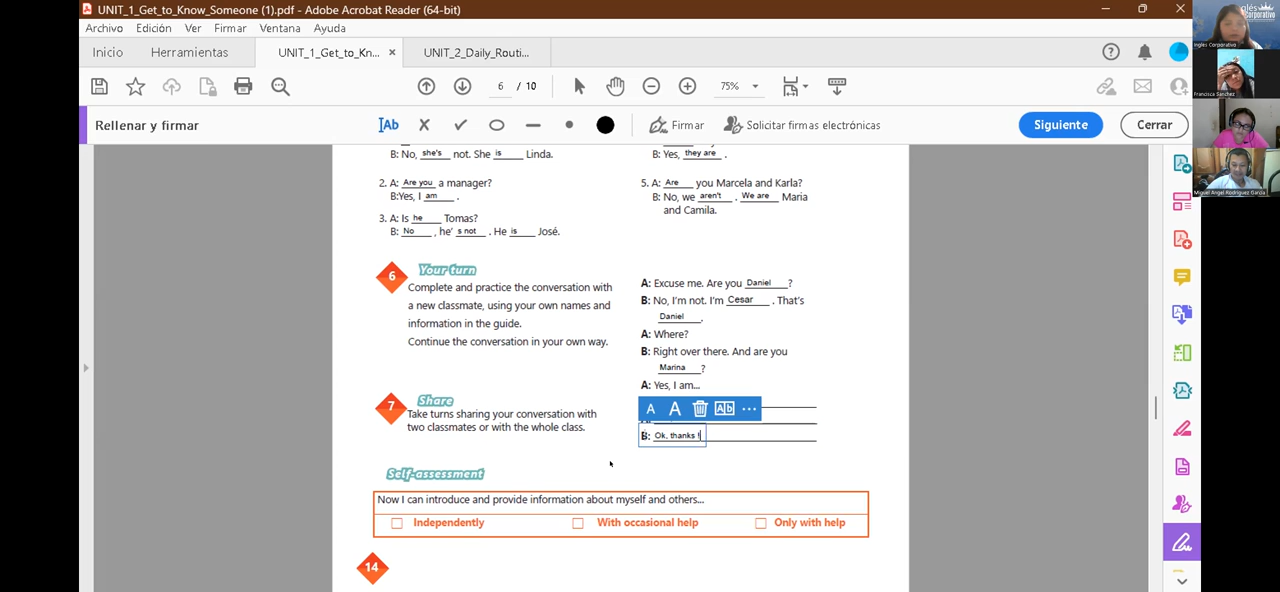 UNIT_1_Get_to_Know_Someone (1).pdf - Adobe Acrobat Reader (64-bit)
Archivo Edición Ver Firmar Ventana Ayuda
Inicio Herramientas UNIT_1_Get_to_Kn... × UNIT_2_Daily_Routi...
6 / 10 75%
Rellenar y firmar Ab Firmar Solicitar firmas electrónicas Siguiente Cerrar
B: No, she's not. She is Linda.
2. A: Are you a manager?
B:Yes, I am .
3. A: Is he Tomas?
B: No , he' s not . He is José.
B: Yes, they are .
5. A: Are you Marcela and Karla?
B: No, we aren't . We are Maria
and Camila.
6 Your turn
Complete and practice the conversation with
a new classmate, using your own names and
information in the guide.
Continue the conversation in your own way.
7 Share
Take turns sharing your conversation with
two classmates or with the whole class.
A: Excuse me. Are you Daniel ?
B: No, I'm not. I'm Cesar . That's
Daniel .
A: Where?
B: Right over there. And are you
Marina ?
A: Yes, I am...
A A Ab ...
B: Ok, thanks !
Self-assessment
Now I can introduce and provide information about myself and others...
Independently With occasional help Only with help
14
Inglés Corporativo
Francisca Sanchez
Miguel Angel Rodriguez Garcia